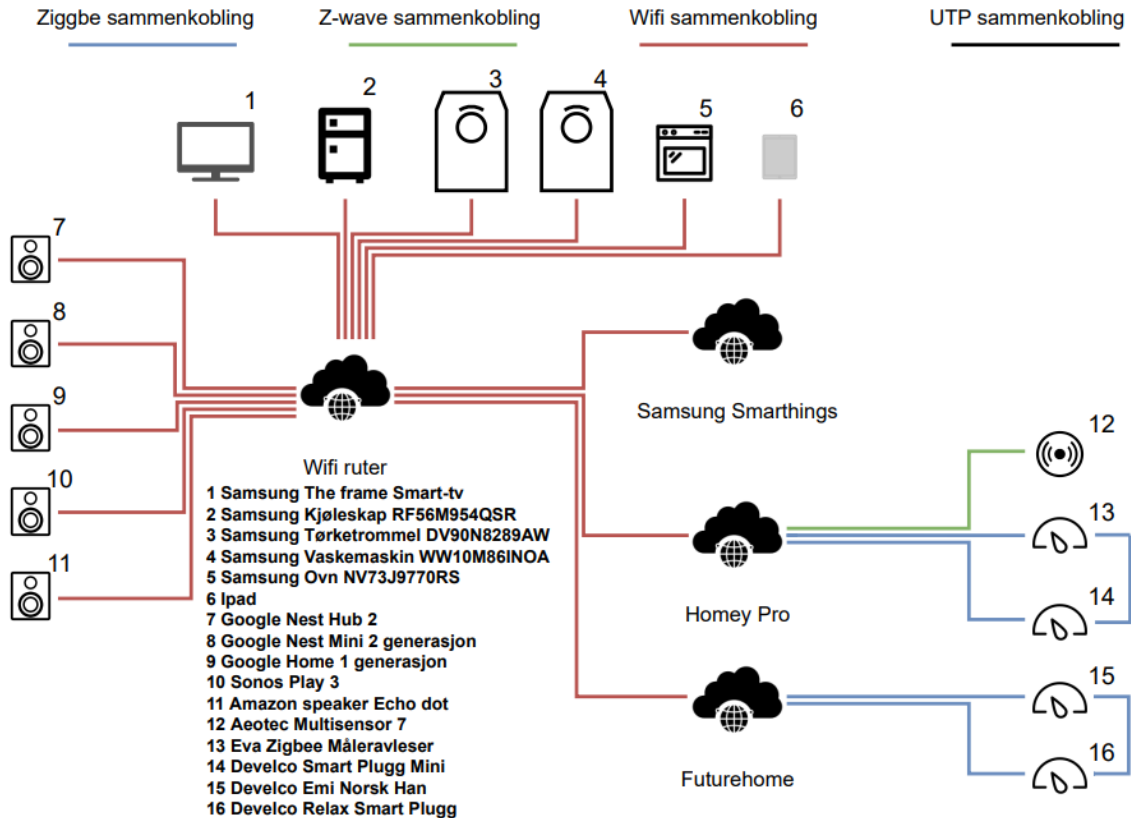 Ziggbe sammenkobling
Z-wave sammenkobling
Wifi sammenkobling
UTP sammenkobling
1
2
3
4
5
6
7
8
9
10
11
Samsung Smarthings
12
13
14
15
16
Homey Pro
Futurehome
Wifi ruter
1 Samsung The frame Smart-tv
2 Samsung Kjøleskap RF56M954QSR
3 Samsung Tørketrommel DV90N8289AW
4 Samsung Vaskemaskin WW10M86INOA
5 Samsung Ovn NV73J9770RS
6 Ipad
7 Google Nest Hub 2
8 Google Nest Mini 2 generasjon
9 Google Home 1 generasjon
10 Sonos Play 3
11 Amazon speaker Echo dot
12 Aeotec Multisensor 7
13 Eva Zigbee Måleravleser
14 Develco Smart Plugg Mini
15 Develco Emi Norsk Han
16 Develco Relax Smart Plugg